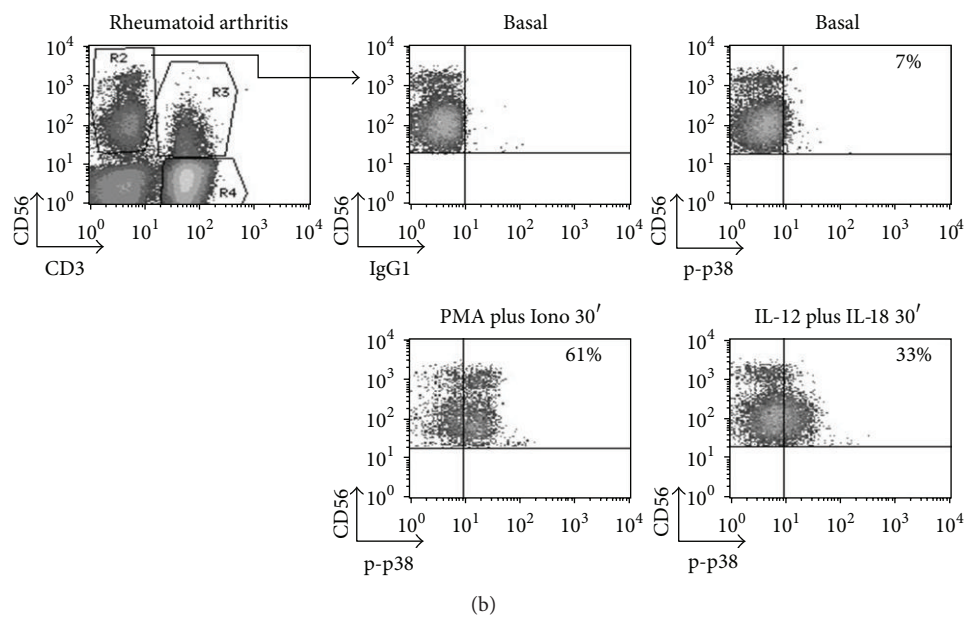 Rheumatoid arthritis
10⁴
10³
10²
10¹
10⁰
R2
R3
R4
10⁰ 10¹ 10² 10³ 10⁴
CD56
CD3
Basal
10⁴
10³
10²
10¹
10⁰
10⁰ 10¹ 10² 10³ 10⁴
CD56
IgG1
Basal
7%
10⁴
10³
10²
10¹
10⁰
10⁰ 10¹ 10² 10³ 10⁴
CD56
p-p38
PMA plus Iono 30′
61%
10⁴
10³
10²
10¹
10⁰
10⁰ 10¹ 10² 10³ 10⁴
CD56
p-p38
IL-12 plus IL-18 30′
33%
10⁴
10³
10²
10¹
10⁰
10⁰ 10¹ 10² 10³ 10⁴
CD56
p-p38
(b)